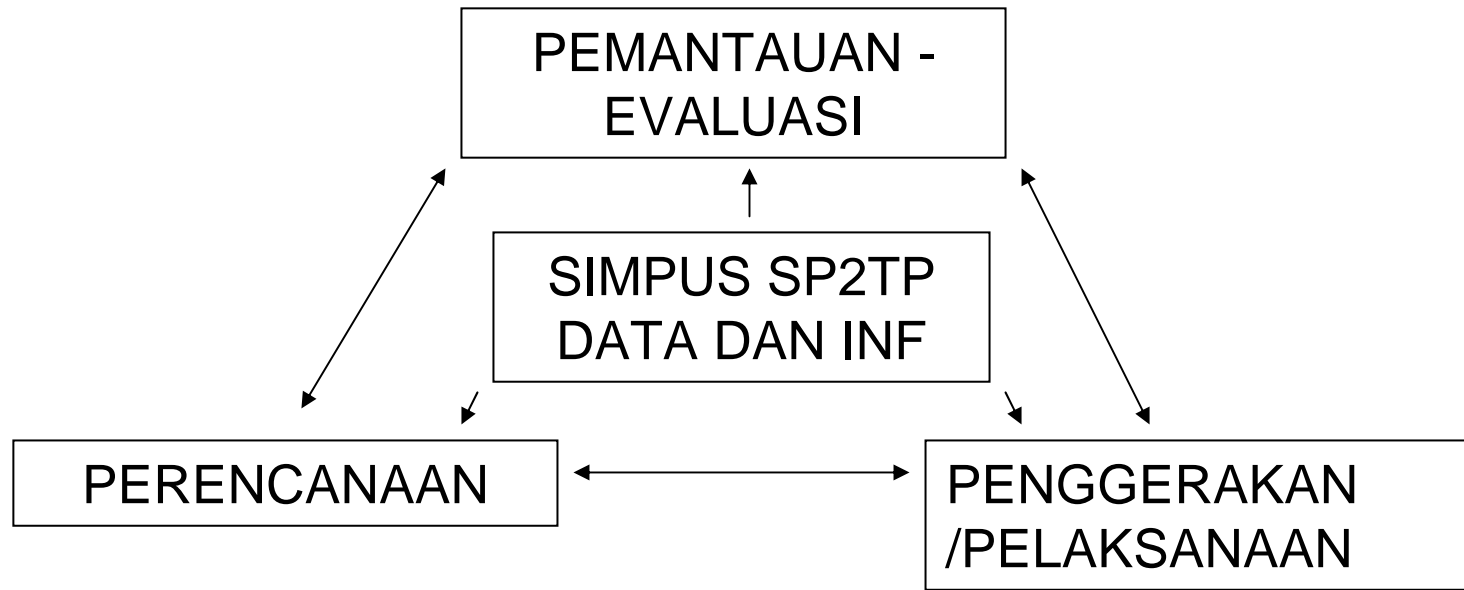 PEMANTAUAN -
EVALUASI
SIMPUS SP2TP
DATA DAN INF
PERENCANAAN
PENGGERAKAN
/PELAKSANAAN